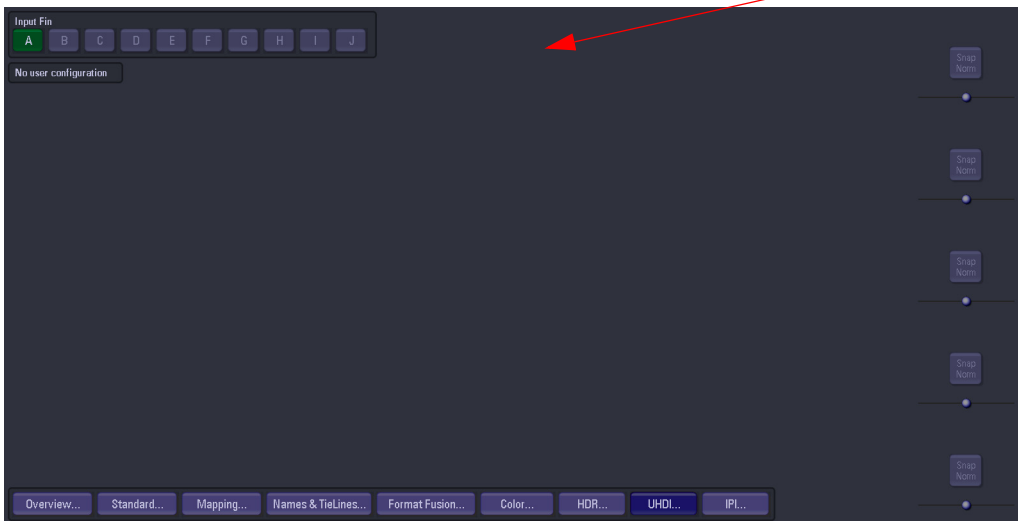 Input Fin
A B C D E F G H I J
No user configuration
Snap
Norm
Snap
Norm
Snap
Norm
Snap
Norm
Snap
Norm
Overview... Standard... Mapping... Names & TieLines... Format Fusion... Color... HDR... UHDI... IPI...